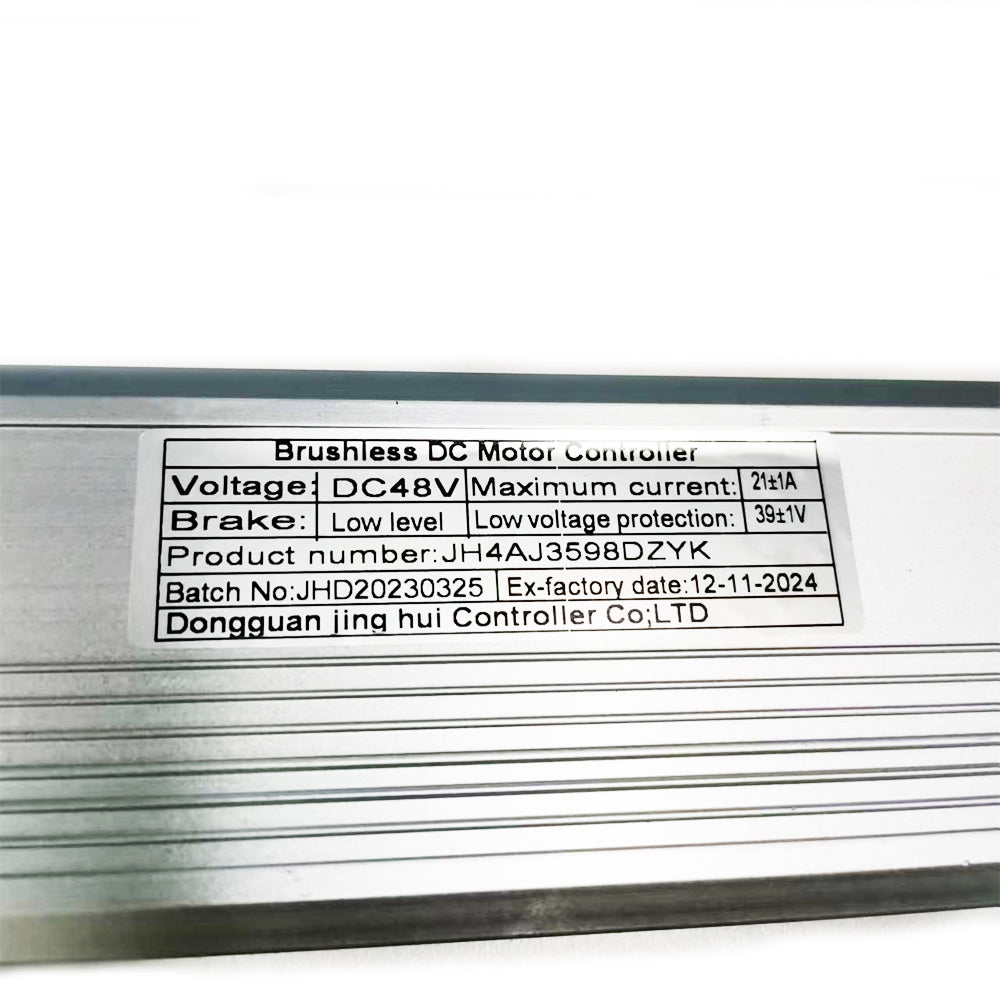 Brushless DC Motor Controller
Voltage: DC48V Maximum current: 21±1A
Brake: Low level Low voltage protection: 39±1V
Product number:JH4AJ3598DZYK
Batch No:JHD20230325 Ex-factory date:12-11-2024
Dongguan jing hui Controller Co;LTD